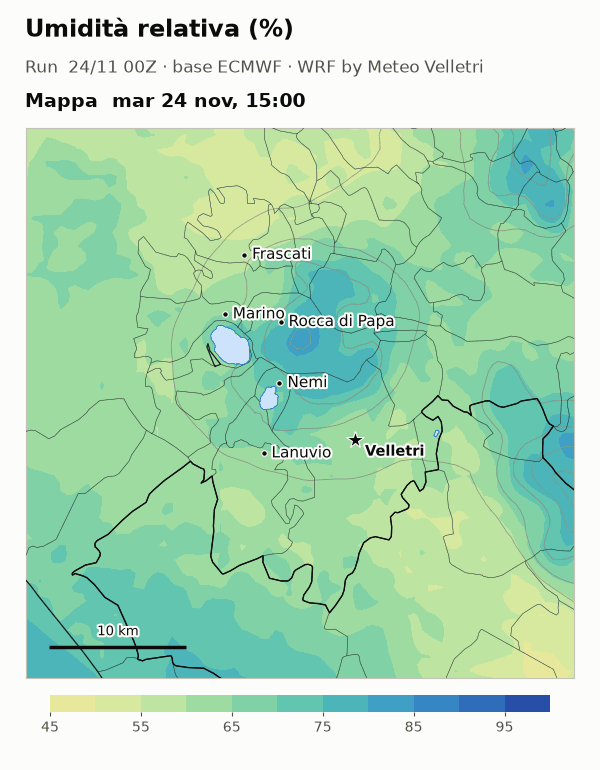 Umidità relativa (%)
Run  24/11 00Z · base ECMWF · WRF by Meteo Velletri
Mappa  mar 24 nov, 15:00
Frascati
Marino
Rocca di Papa
Nemi
Velletri
Lanuvio
10 km
45 55 65 75 85 95